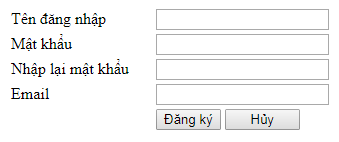 Tên đăng nhập
Mật khẩu
Nhập lại mật khẩu
Email
Đăng ký Hủy